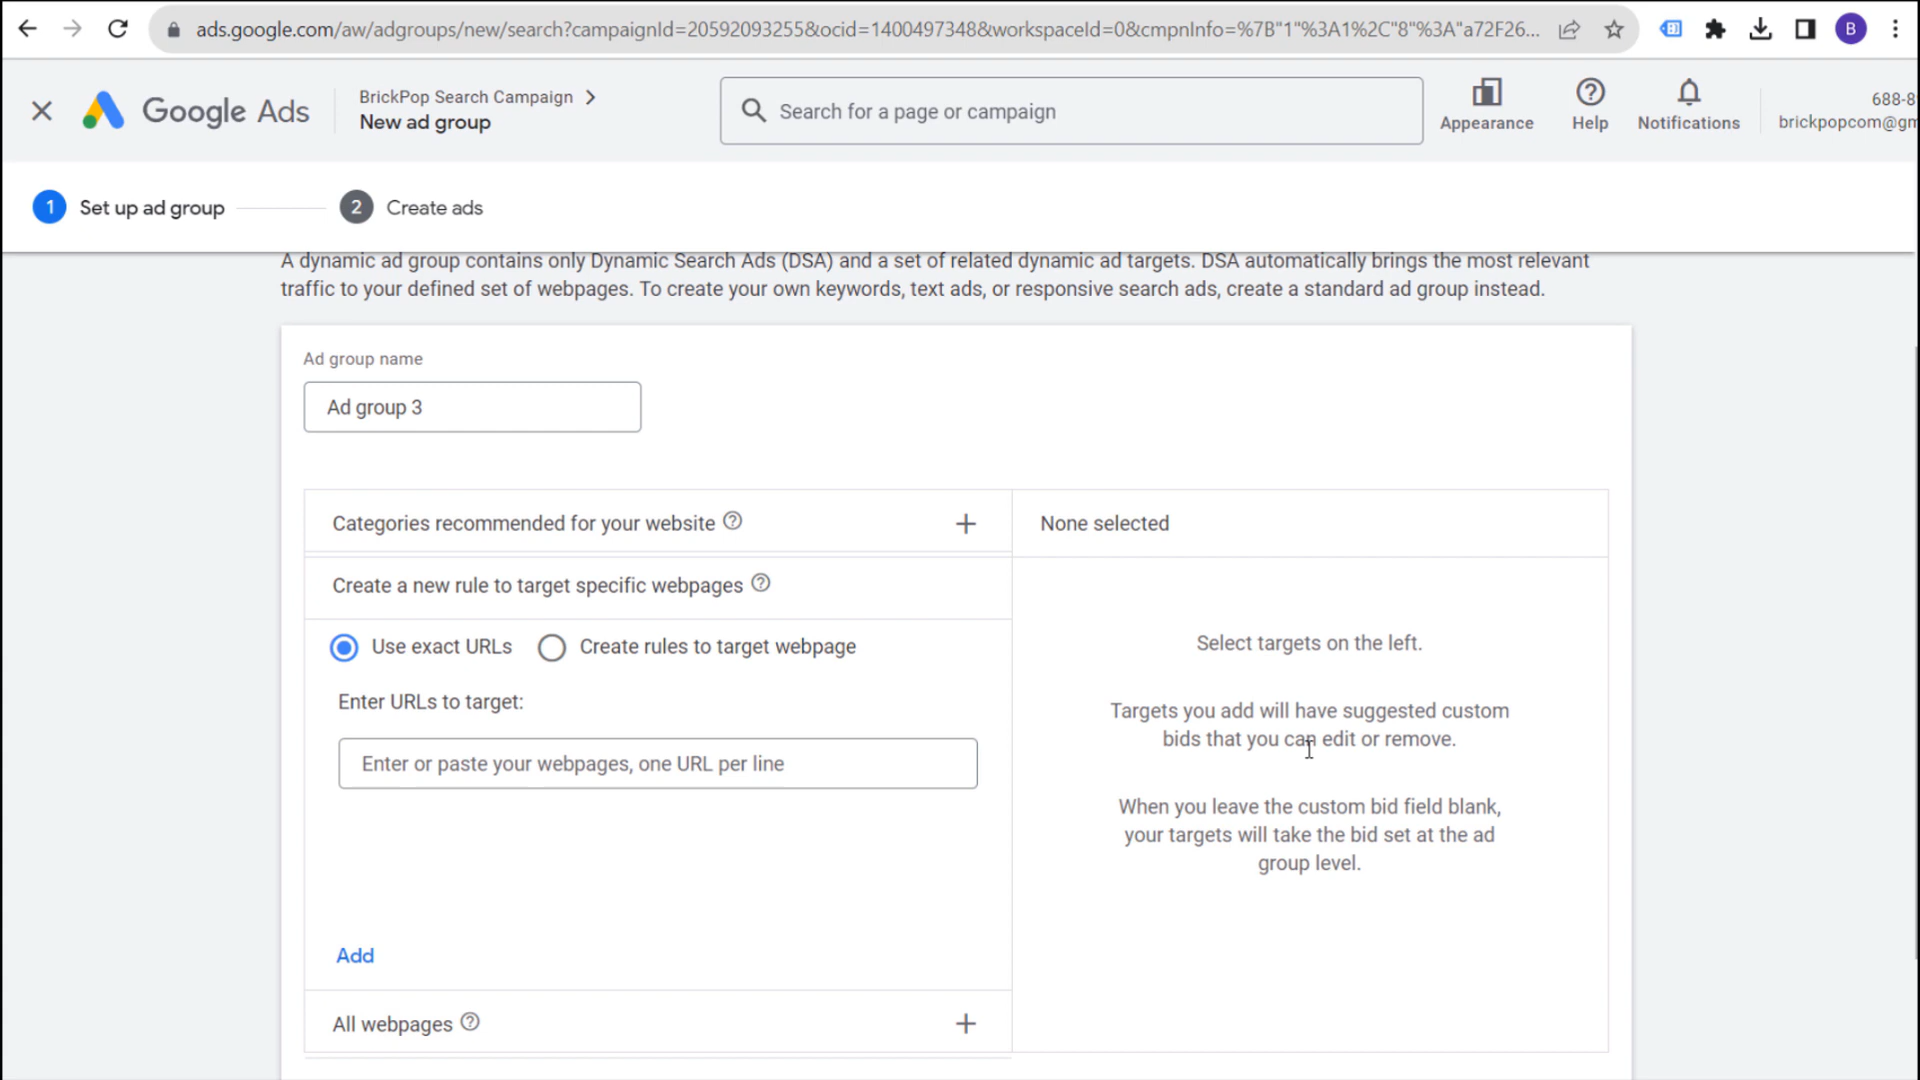 ads.google.com/aw/adgroups/new/search?campaignId=20592093255&ocid=1400497348&workspaceId=0&cmpnInfo=%7B"1"%3A1%2C"8"%3A"a72F26...
B
Google Ads
BrickPop Search Campaign
New ad group
Search for a page or campaign
Appearance
Help
Notifications
688-8
brickpopcom@gm
1 Set up ad group
2 Create ads
A dynamic ad group contains only Dynamic Search Ads (DSA) and a set of related dynamic ad targets. DSA automatically brings the most relevant
traffic to your defined set of webpages. To create your own keywords, text ads, or responsive search ads, create a standard ad group instead.
Ad group name
Ad group 3
Categories recommended for your website
None selected
Create a new rule to target specific webpages
Use exact URLs
Create rules to target webpage
Enter URLs to target:
Enter or paste your webpages, one URL per line
Add
All webpages
Select targets on the left.
Targets you add will have suggested custom
bids that you can edit or remove.
When you leave the custom bid field blank,
your targets will take the bid set at the ad
group level.